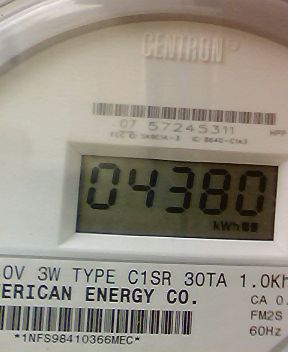 CENTRON®
07 57245311
04380
kWh
0V 3W TYPE C1SR 30TA 1.0Kh
ERICAN ENERGY CO.
CA 0.
FM2S
60Hz
*1NFS98410366MEC*